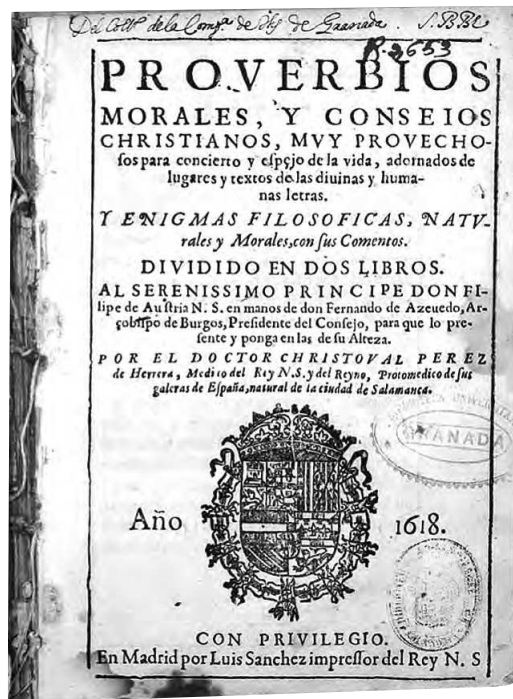 Del Coll.º de la Comp.ª de Jhs de Granada. S. BBC
R. 2653
PROVERBIOS
MORALES, Y CONSEIOS
CHRISTIANOS, MVY PROVECHO-
sos para concierto y espejo de la vida, adornados de
lugares y textos de las diuinas y huma-
nas letras.
Y ENIGMAS FILOSOFICAS, NATV-
rales y Morales, con sus Comentos.
DIVIDIDO EN DOS LIBROS.
AL SERENISSIMO PRINCIPE DON FI-
lipe de Austria N. S. en manos de don Fernando de Azeuedo, Ar-
çobispo de Burgos, Presidente del Consejo, para que lo pre-
sente y ponga en las de su Alteza.
POR EL DOCTOR CHRISTOVAL PEREZ
de Herrera, Medico del Rey N.S. y del Reyno, Protomedico de sus
galeras de España, natural de la ciudad de Salamanca.
GRANADA
Año 1618.
CON PRIVILEGIO.
En Madrid por Luis Sanchez impressor del Rey N. S